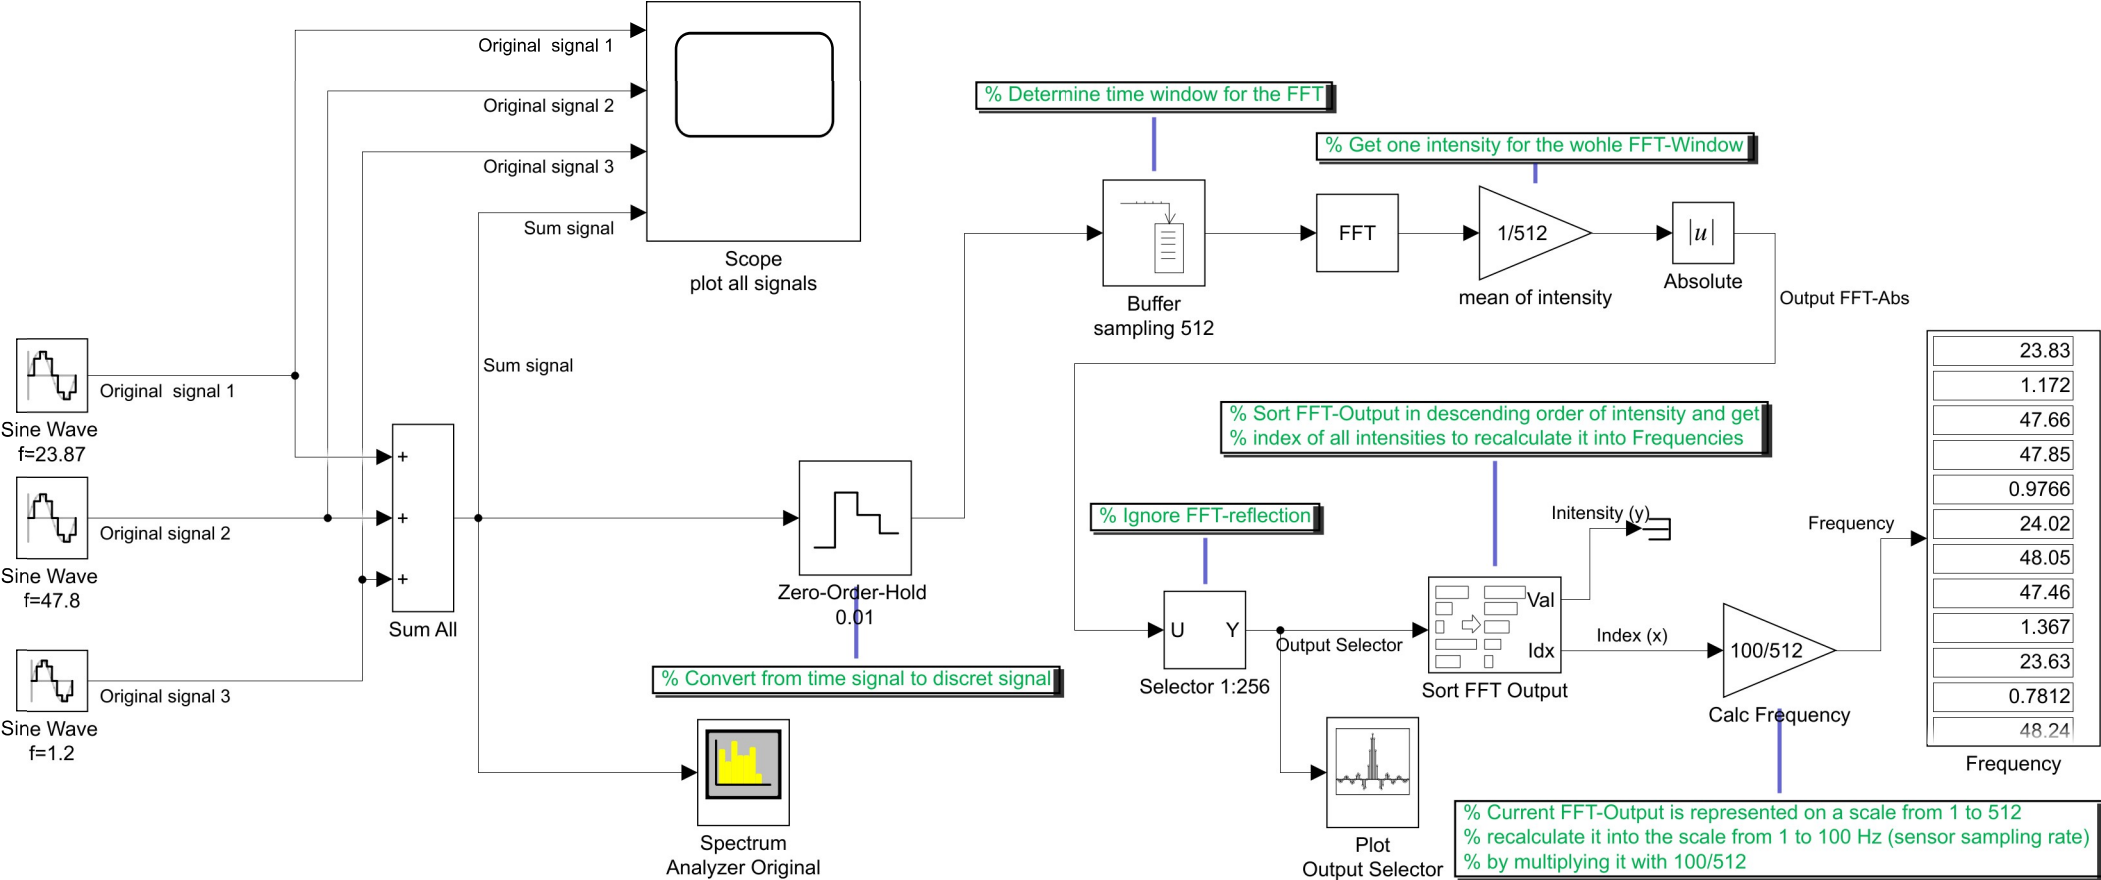 Original  signal 1
Original signal 2
Original signal 3
Sum signal
Scope
plot all signals
% Determine time window for the FFT
% Get one intensity for the wohle FFT-Window
Buffer
sampling 512
FFT
1/512
mean of intensity
|u|
Absolute
Output FFT-Abs
Sum signal
Original  signal 1
Sine Wave
f=23.87
Original signal 2
Sine Wave
f=47.8
Original signal 3
Sine Wave
f=1.2
+
+
+
Sum All
Zero-Order-Hold
0.01
% Convert from time signal to discret signal
Spectrum
Analyzer Original
% Sort FFT-Output in descending order of intensity and get
% index of all intensities to recalculate it into Frequencies
% Ignore FFT-reflection
U Y
Selector 1:256
Output Selector
Plot
Output Selector
Val
Idx
Sort FFT Output
Initensity (y)
Index (x)
100/512
Calc Frequency
Frequency
23.83
1.172
47.66
47.85
0.9766
24.02
48.05
47.46
1.367
23.63
0.7812
48.24
Frequency
% Current FFT-Output is represented on a scale from 1 to 512
% recalculate it into the scale from 1 to 100 Hz (sensor sampling rate)
% by multiplying it with 100/512